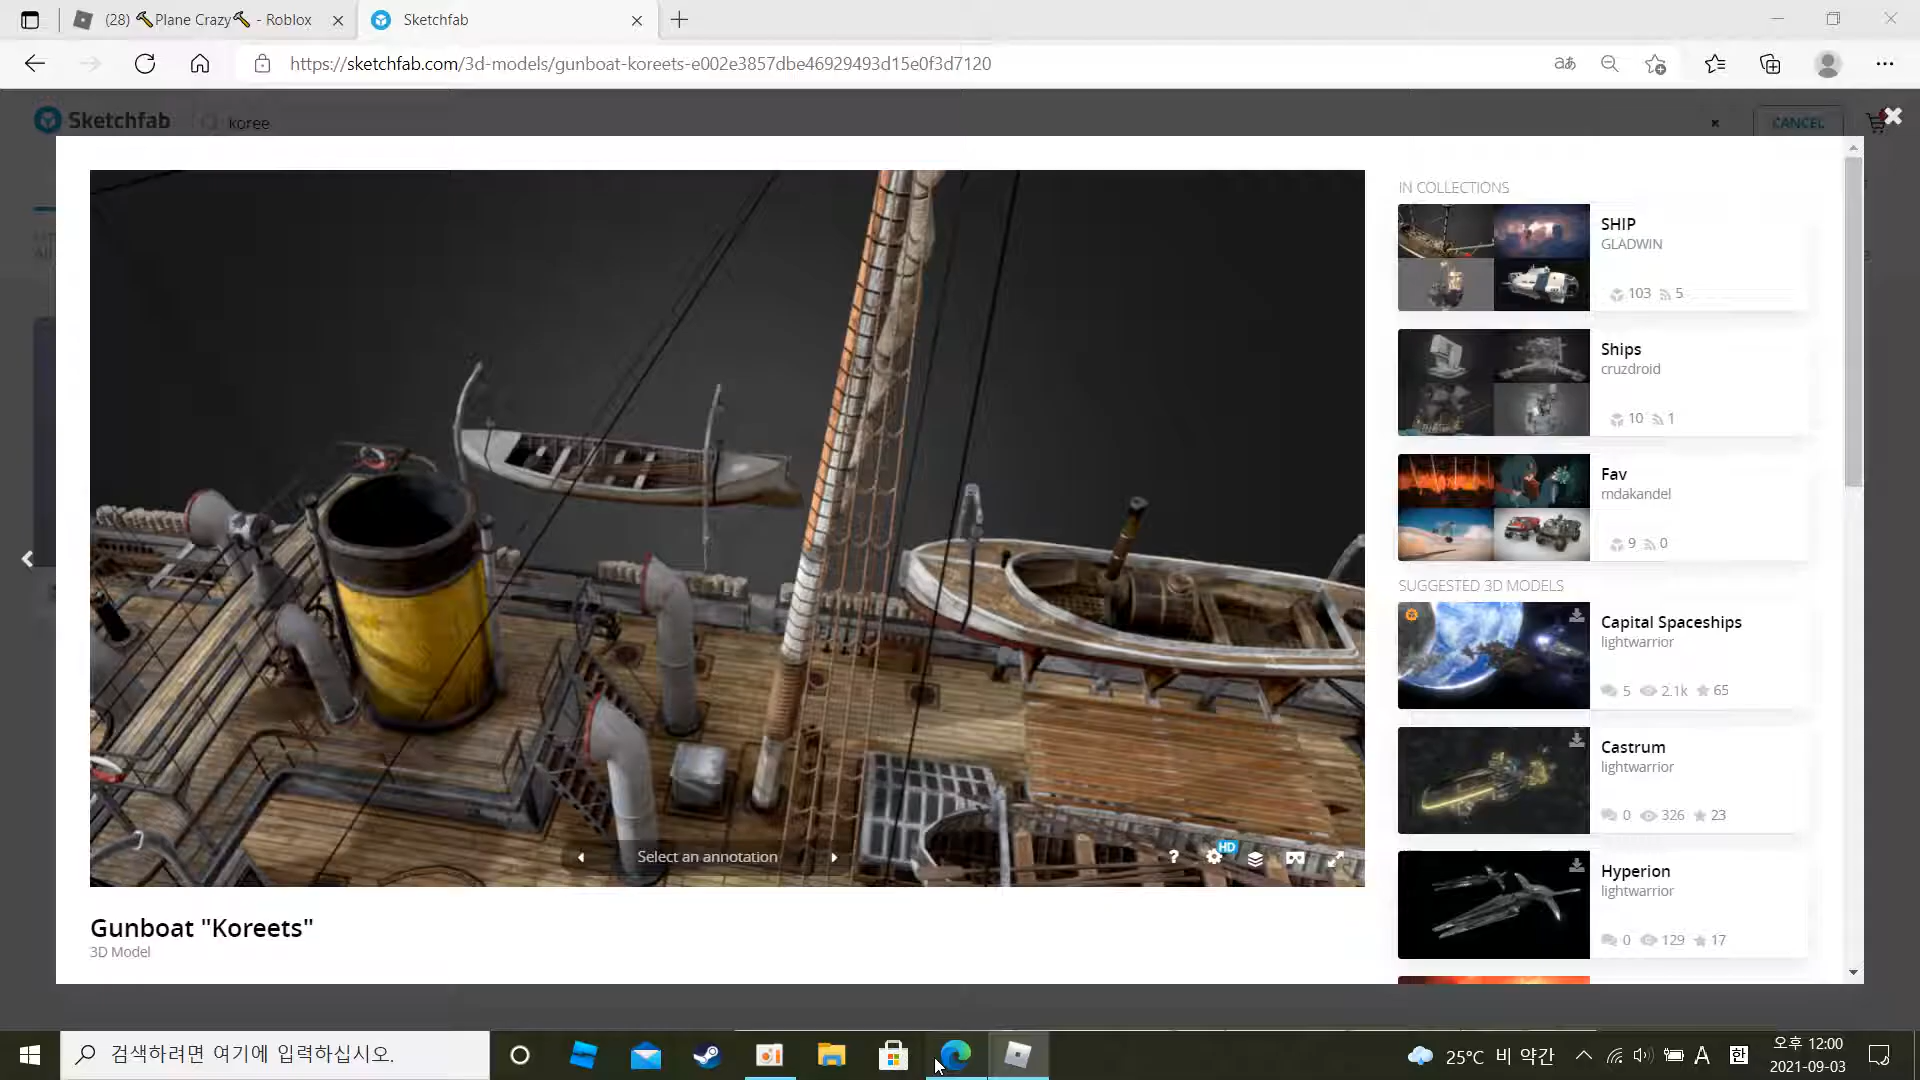 (28) 🔨Plane Crazy🔨 - Roblox
Sketchfab
https://sketchfab.com/3d-models/gunboat-koreets-e002e3857dbe46929493d15e0f3d7120
aあ
Sketchfab
koree
CANCEL
IN COLLECTIONS
SHIP
GLADWIN
103 5
Ships
cruzdroid
10 1
Fav
mdakandel
9 0
SUGGESTED 3D MODELS
Capital Spaceships
lightwarrior
5 2.1k 65
Castrum
lightwarrior
0 326 23
Hyperion
lightwarrior
0 129 17
Select an annotation
? HD
Gunboat "Koreets"
3D Model
검색하려면 여기에 입력하십시오.
25°C 비 약간
A 한
오후 12:00
2021-09-03